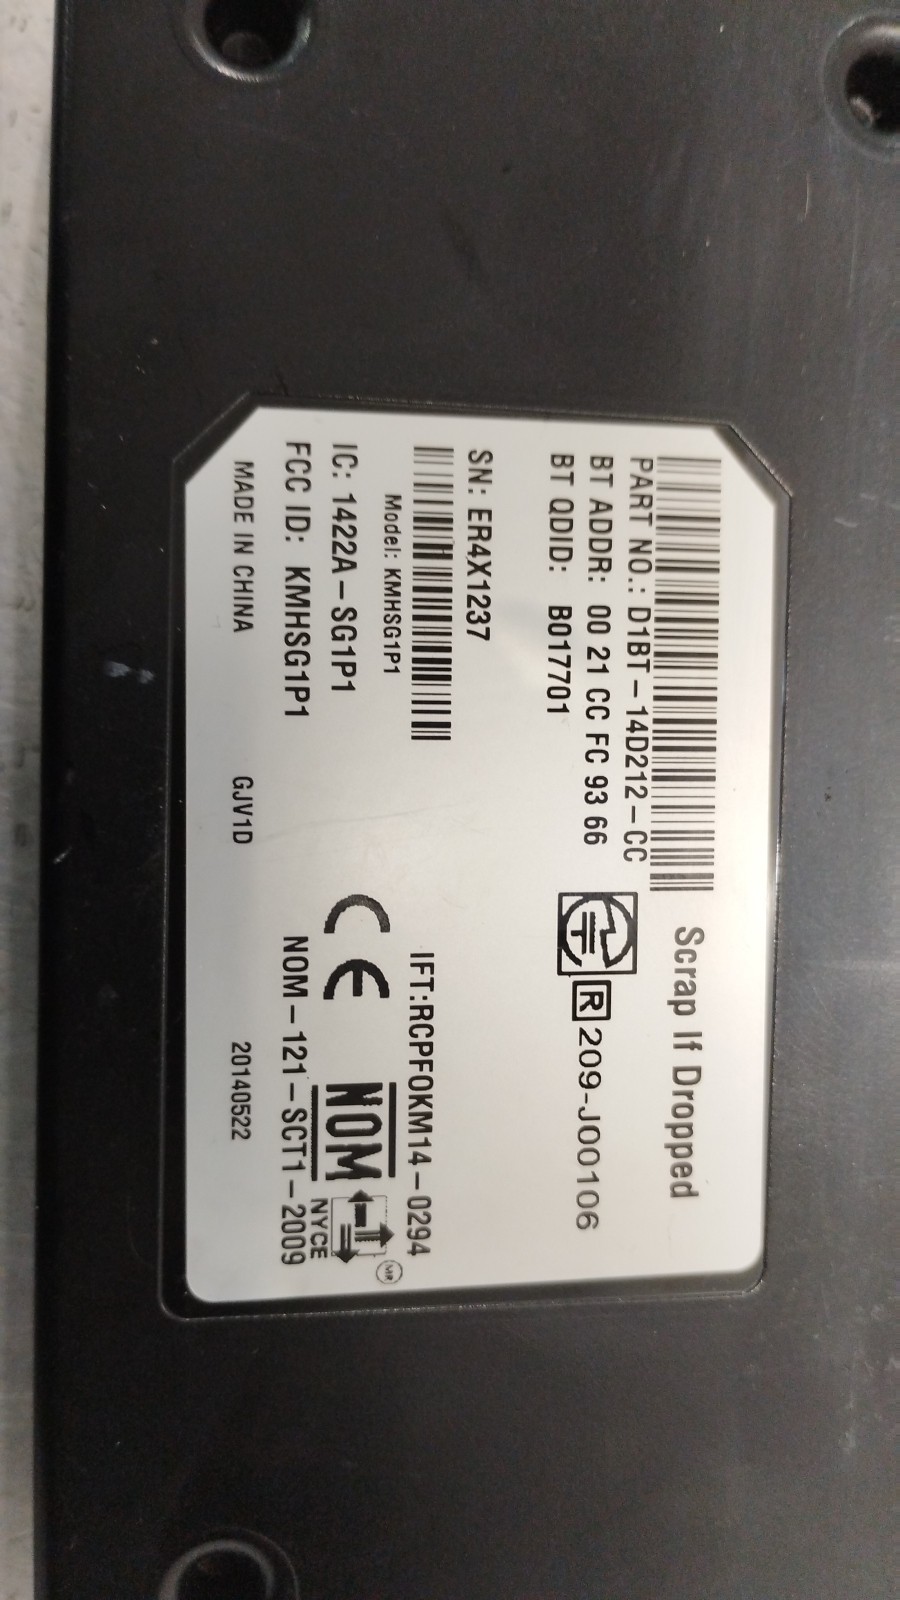 Scrap If Dropped
PART NO.: D1BT-14D212-CC
BT ADDR: 00 21 CC FC 93 66
BT QDID: B017701
R 209-J00106
SN: ER4X1237
Model: KMHSG1P1
IFT:RCPFOKM14-0294
IC: 1422A-SG1P1
CE NOM NYCE MR
FCC ID: KMHSG1P1
NOM-121-SCT1-2009
MADE IN CHINA GJV1D 20140522